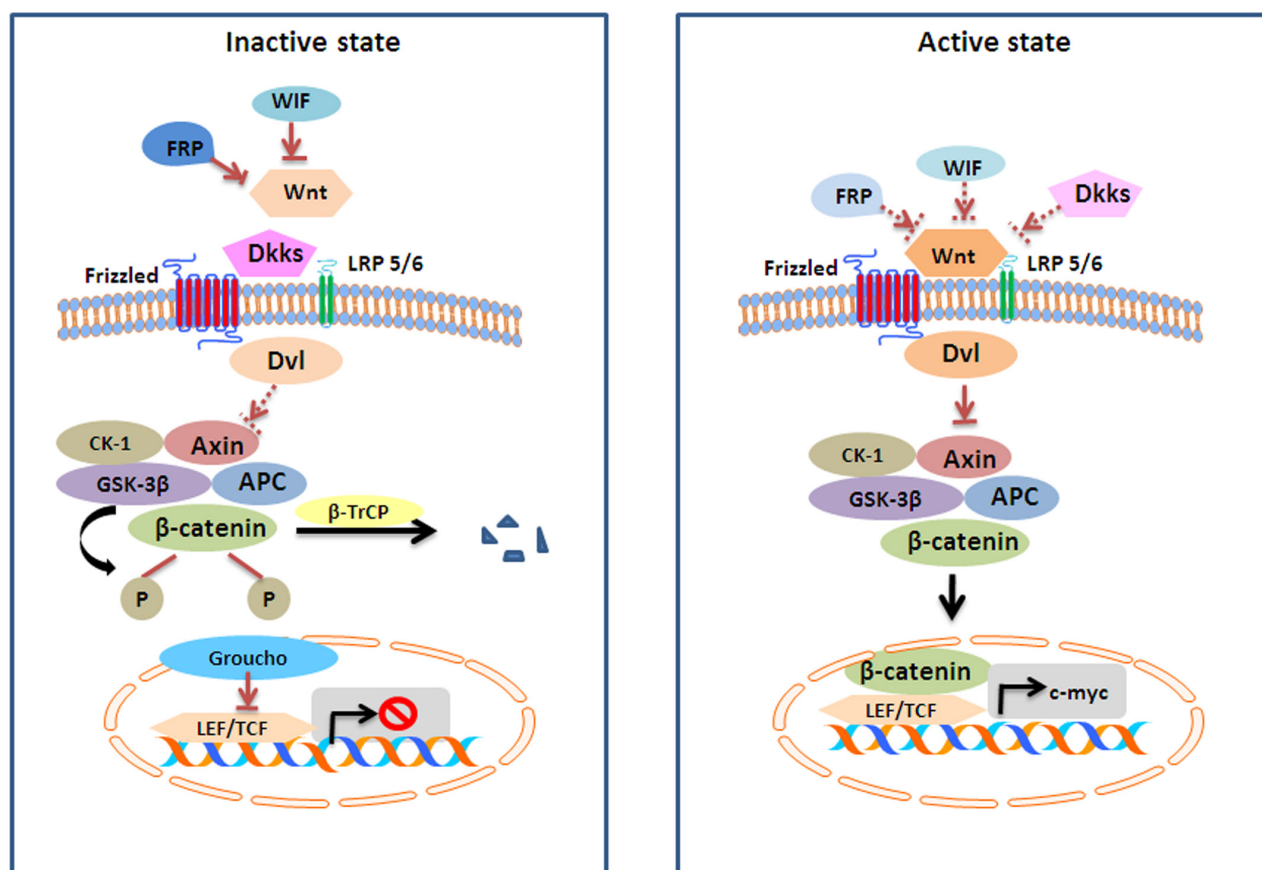 Inactive state
WIF
FRP
Wnt
Dkks
Frizzled
LRP 5/6
Dvl
CK-1
Axin
GSK-3β
APC
β-catenin
β-TrCP
P
P
Groucho
LEF/TCF
Active state
WIF
FRP
Dkks
Wnt
Frizzled
LRP 5/6
Dvl
CK-1
Axin
GSK-3β
APC
β-catenin
β-catenin
c-myc
LEF/TCF